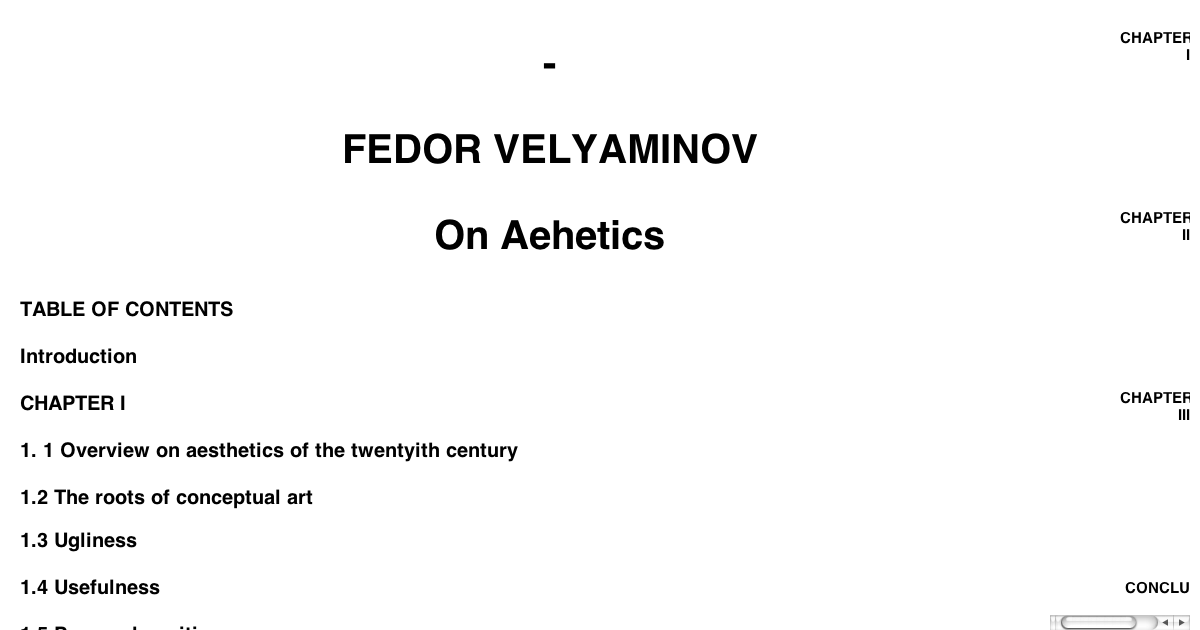 -
FEDOR VELYAMINOV
On Aehetics
TABLE OF CONTENTS
Introduction
CHAPTER I
1. 1 Overview on aesthetics of the twentyith century
1.2 The roots of conceptual art
1.3 Ugliness
1.4 Usefulness
CHAPTER
I
CHAPTER
II
CHAPTER
III
CONCLU